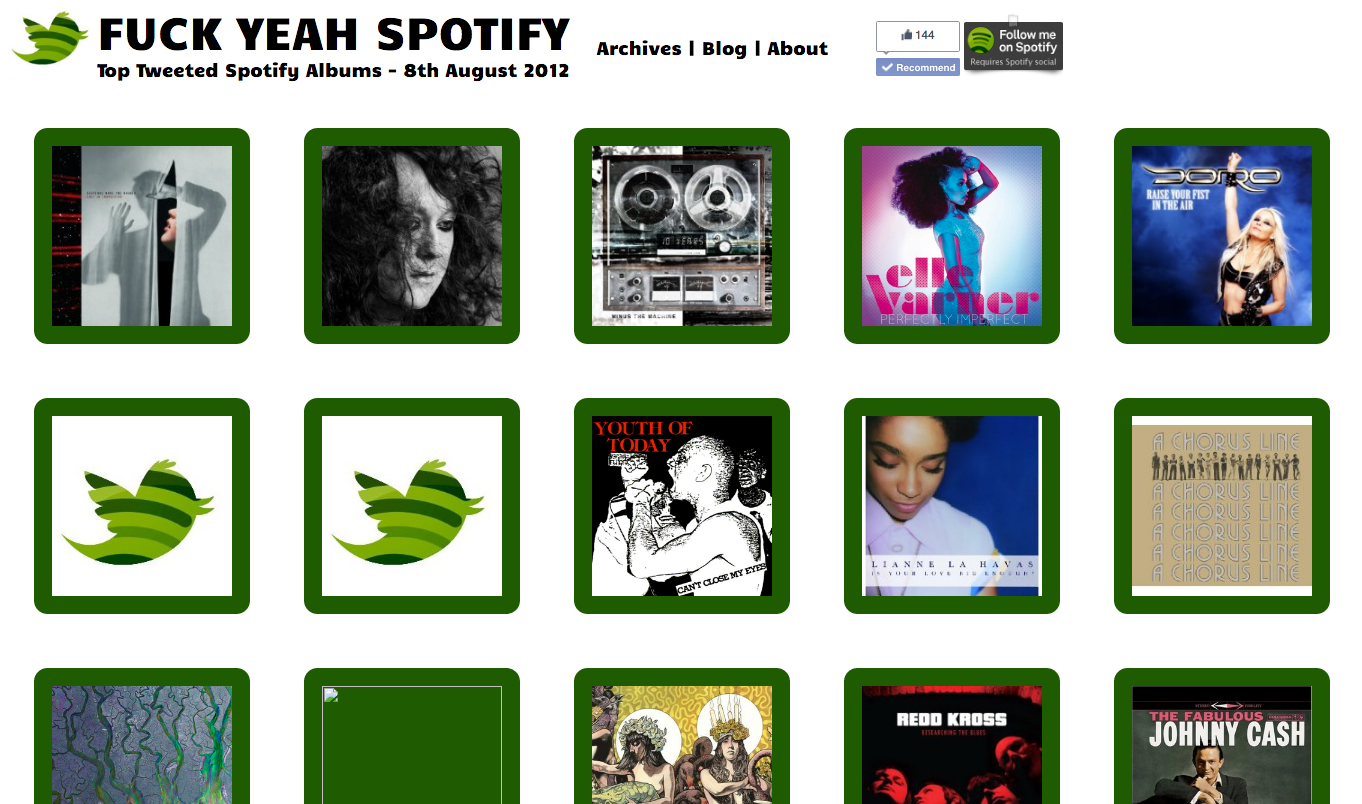 FUCK YEAH SPOTIFY
Top Tweeted Spotify Albums - 8th August 2012
Archives | Blog | About
144
Recommend
Follow me
on Spotify
Requires Spotify social
10 YEARS
MINUS THE MACHINE
elle
varner
PERFECTLY IMPERFECT
DORO
RAISE YOUR FIST
IN THE AIR
YOUTH OF
TODAY
CAN'T CLOSE MY EYES
LIANNE LA HAVAS
IS YOUR LOVE BIG ENOUGH?
A CHORUS LINE
A CHORUS LINE
A CHORUS LINE
A CHORUS LINE
A CHORUS LINE
A CHORUS LINE
REDD KROSS
RESEARCHING THE BLUES
THE FABULOUS
JOHNNY CASH